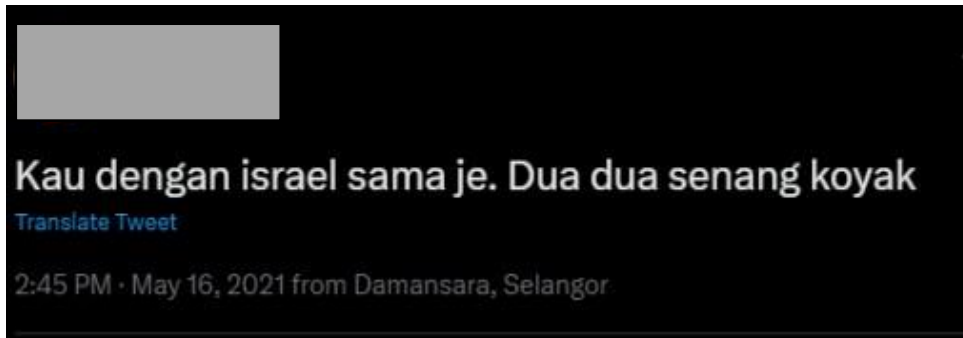 Kau dengan israel sama je. Dua dua senang koyak
Translate Tweet
2:45 PM · May 16, 2021 from Damansara, Selangor